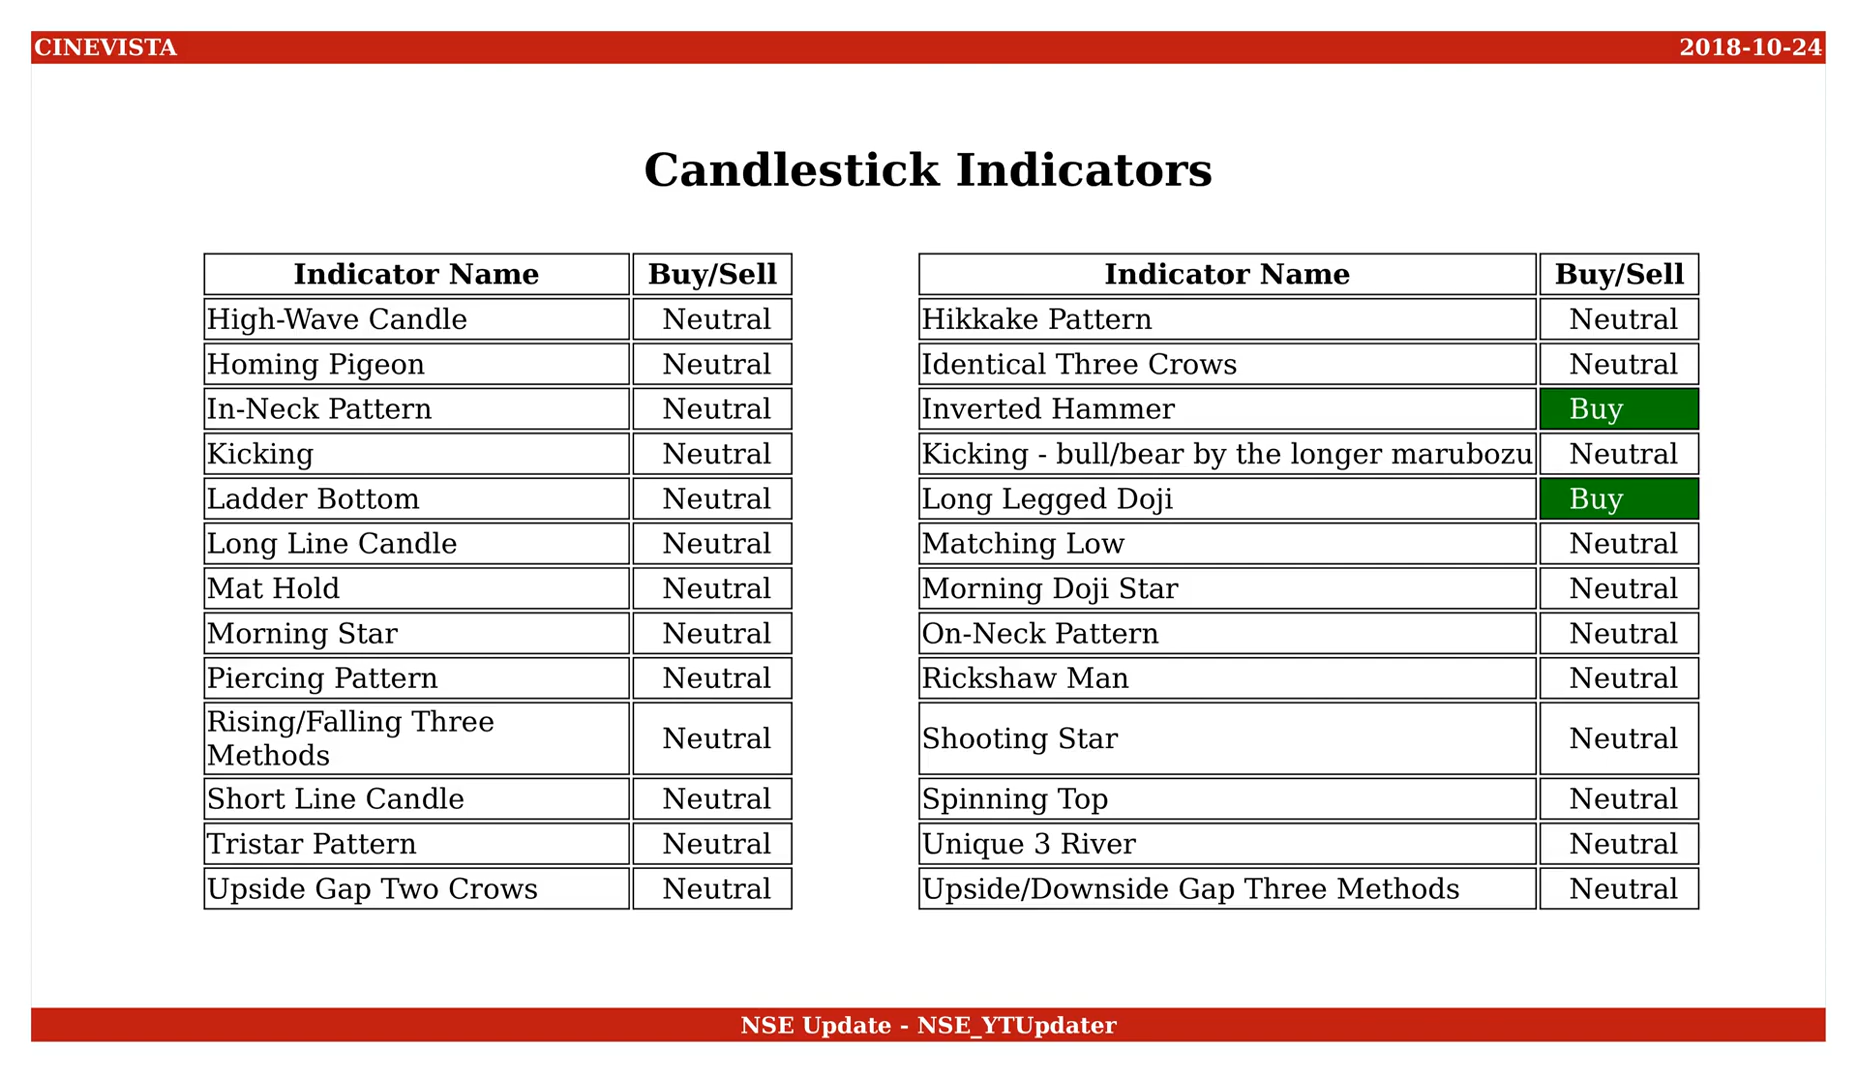 CINEVISTA 2018-10-24
Candlestick Indicators
Indicator Name Buy/Sell
High-Wave Candle Neutral
Homing Pigeon Neutral
In-Neck Pattern Neutral
Kicking Neutral
Ladder Bottom Neutral
Long Line Candle Neutral
Mat Hold Neutral
Morning Star Neutral
Piercing Pattern Neutral
Rising/Falling Three
Methods Neutral
Short Line Candle Neutral
Tristar Pattern Neutral
Upside Gap Two Crows Neutral
Indicator Name Buy/Sell
Hikkake Pattern Neutral
Identical Three Crows Neutral
Inverted Hammer Buy
Kicking - bull/bear by the longer marubozu Neutral
Long Legged Doji Buy
Matching Low Neutral
Morning Doji Star Neutral
On-Neck Pattern Neutral
Rickshaw Man Neutral
Shooting Star Neutral
Spinning Top Neutral
Unique 3 River Neutral
Upside/Downside Gap Three Methods Neutral
NSE Update - NSE_YTUpdater